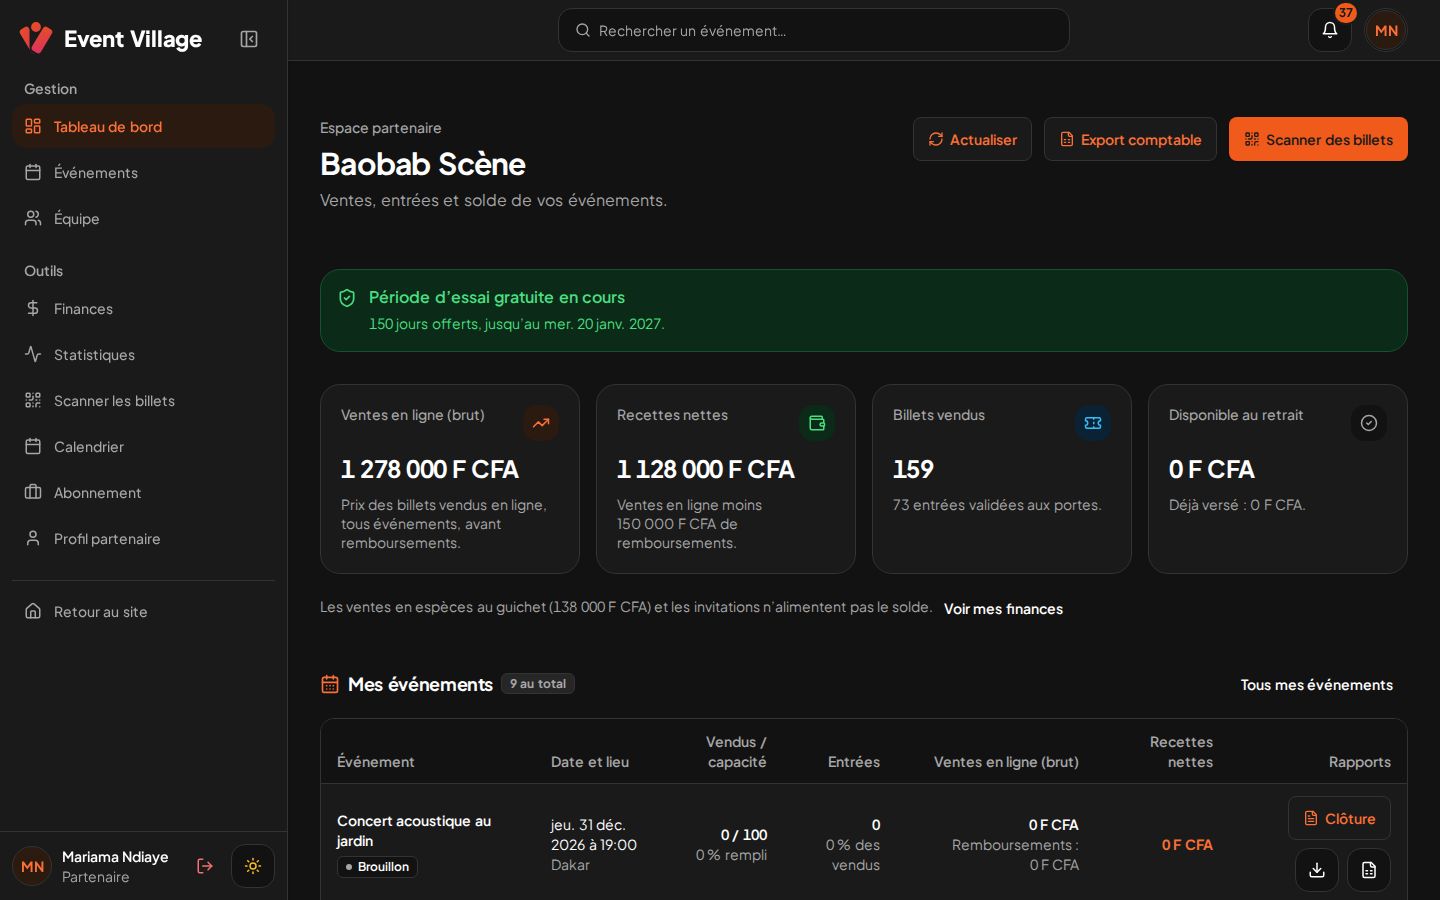 Event Village
Rechercher un événement...
37
MN
Gestion
Tableau de bord
Événements
Équipe
Outils
Finances
Statistiques
Scanner les billets
Calendrier
Abonnement
Profil partenaire
Retour au site
MN
Mariama Ndiaye
Partenaire
Espace partenaire
Baobab Scène
Ventes, entrées et solde de vos événements.
Actualiser
Export comptable
Scanner des billets
Période d’essai gratuite en cours
150 jours offerts, jusqu’au mer. 20 janv. 2027.
Ventes en ligne (brut)
1 278 000 F CFA
Prix des billets vendus en ligne,
tous événements, avant
remboursements.
Recettes nettes
1 128 000 F CFA
Ventes en ligne moins
150 000 F CFA de
remboursements.
Billets vendus
159
73 entrées validées aux portes.
Disponible au retrait
0 F CFA
Déjà versé : 0 F CFA.
Les ventes en espèces au guichet (138 000 F CFA) et les invitations n’alimentent pas le solde.
Voir mes finances
Mes événements
9 au total
Tous mes événements
Événement
Date et lieu
Vendus /
capacité
Entrées
Ventes en ligne (brut)
Recettes
nettes
Rapports
Concert acoustique au
jardin
Brouillon
jeu. 31 déc.
2026 à 19:00
Dakar
0 / 100
0 % rempli
0
0 % des
vendus
0 F CFA
Remboursements :
0 F CFA
0 F CFA
Clôture